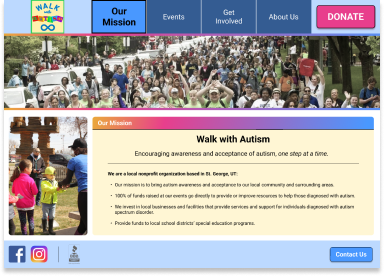 WALK
with
AUTISM
Our
Mission
Events
Get
Involved
About Us
DONATE
Our Mission
Walk with Autism
Encouraging awareness and acceptance of autism, one step at a time.
We are a local nonprofit organization based in St. George, UT:
• Our mission is to bring autism awareness and acceptance to our local community and surrounding areas.
• 100% of funds raised at our events go directly to provide or improve resources to help those diagnosed with autism.
• We invest in local businesses and facilities that provide services and support for individuals diagnosed with autism
spectrum disorder.
• Provide funds to local school districts' special education programs.
Contact Us